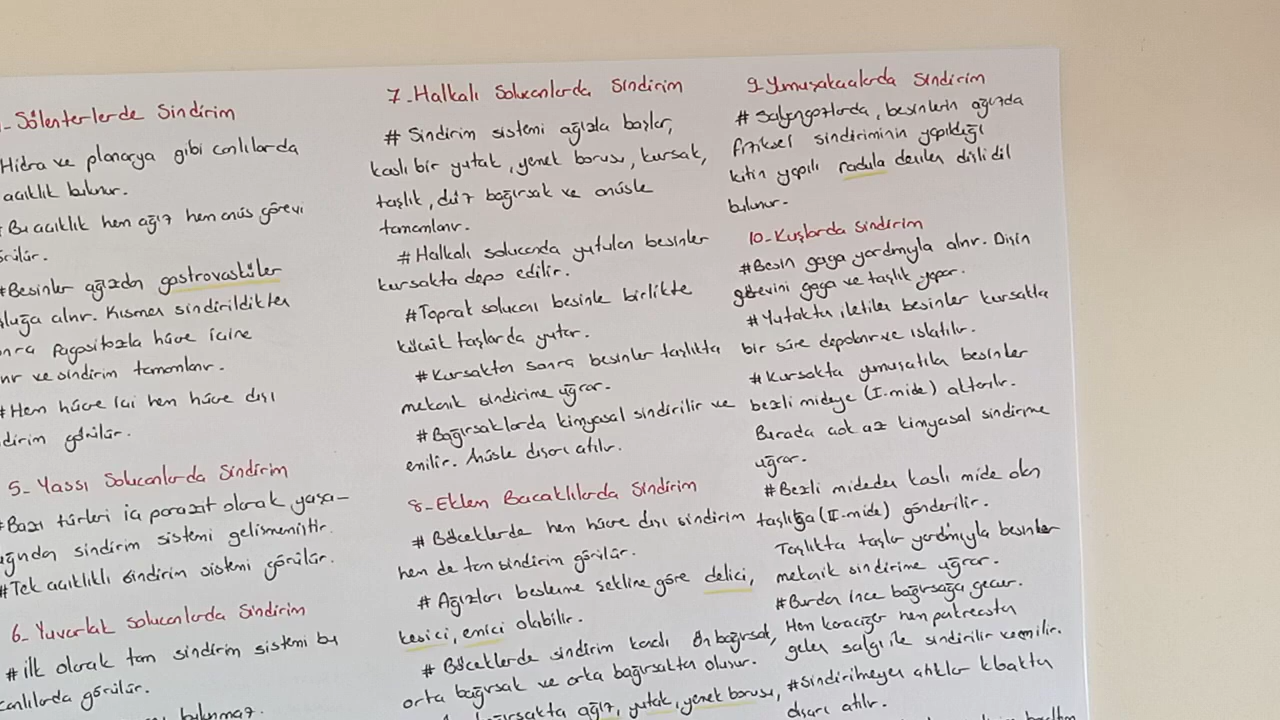 - Sölenterlerde Sindirim
Hidra ve planarya gibi canlılarda
açıklık bulunur.
# Bu açıklık hem ağız hem anüs görevi
görülür.
# Besinler ağızdan gastrovasküler
boşluğa alınır. Kısmen sindirildikten
sonra fagositozla hücre içine
alınır ve sindirim tamamlanır.
# Hem hücre içi hem hücre dışı
sindirim görülür.
5- Yassı Solucanlarda Sindirim
# Bazı türleri iç parazit olarak yaşa-
dığından sindirim sistemi gelişmemiştir.
# Tek açıklıklı sindirim sistemi görülür.
6- Yuvarlak Solucanlarda Sindirim
# İlk olarak tam sindirim sistemi bu
canlılarda görülür.
bulunmaz.
7-Halkalı Solucanlarda Sindirim
# Sindirim sistemi ağızla başlar,
kaslı bir yutak, yemek borusu, kursak,
taşlık, düz bağırsak ve anüsle
tamamlanır.
# Halkalı solucanda yutulan besinler
kursakta depo edilir.
# Toprak solucanı besinle birlikte
küçük taşlarda yutar.
# Kursaktan sonra besinler taşlıkta
mekanik sindirime uğrar.
# Bağırsaklarda kimyasal sindirilir ve
emilir. Anüsle dışarı atılır.
8-Eklem Bacaklılarda Sindirim
# Böceklerde hem hücre dışı sindirim
hem de tam sindirim görülür.
# Ağızları beslenme şekline göre delici,
kesici, emici olabilir.
# Böceklerde sindirim kanalı ön bağırsak,
orta bağırsak ve arka bağırsaktan oluşur.
bağırsakta ağız, yutak, yemek borusu,
9-Yumuşakçalarda Sindirim
# Salyangozlarda, besinlerin ağızda
fiziksel sindiriminin yapıldığı
kitin yapılı radula denilen dişli dil
bulunur.
10-Kuşlarda Sindirim
# Besin gaga yardımıyla alınır. Dişin
görevini gaga ve taşlık yapar.
# Yutaktan iletilen besinler kursakta
bir süre depolanır ve ıslatılır.
# Kursakta yumuşatılan besinler
bezli mideye (I. mide) aktarılır.
Burada çok az kimyasal sindirime
uğrar.
# Bezli mideden kaslı mide olan
taşlığa (II-mide) gönderilir.
Taşlıkta taşlar yardımıyla besinler
mekanik sindirime uğrar.
# Burdan ince bağırsağa geçer.
Hem karaciğer hem pankreastan
gelen salgı ile sindirilir ve emilir.
# Sindirilmeyen atıklar kloaktan
dışarı atılır.